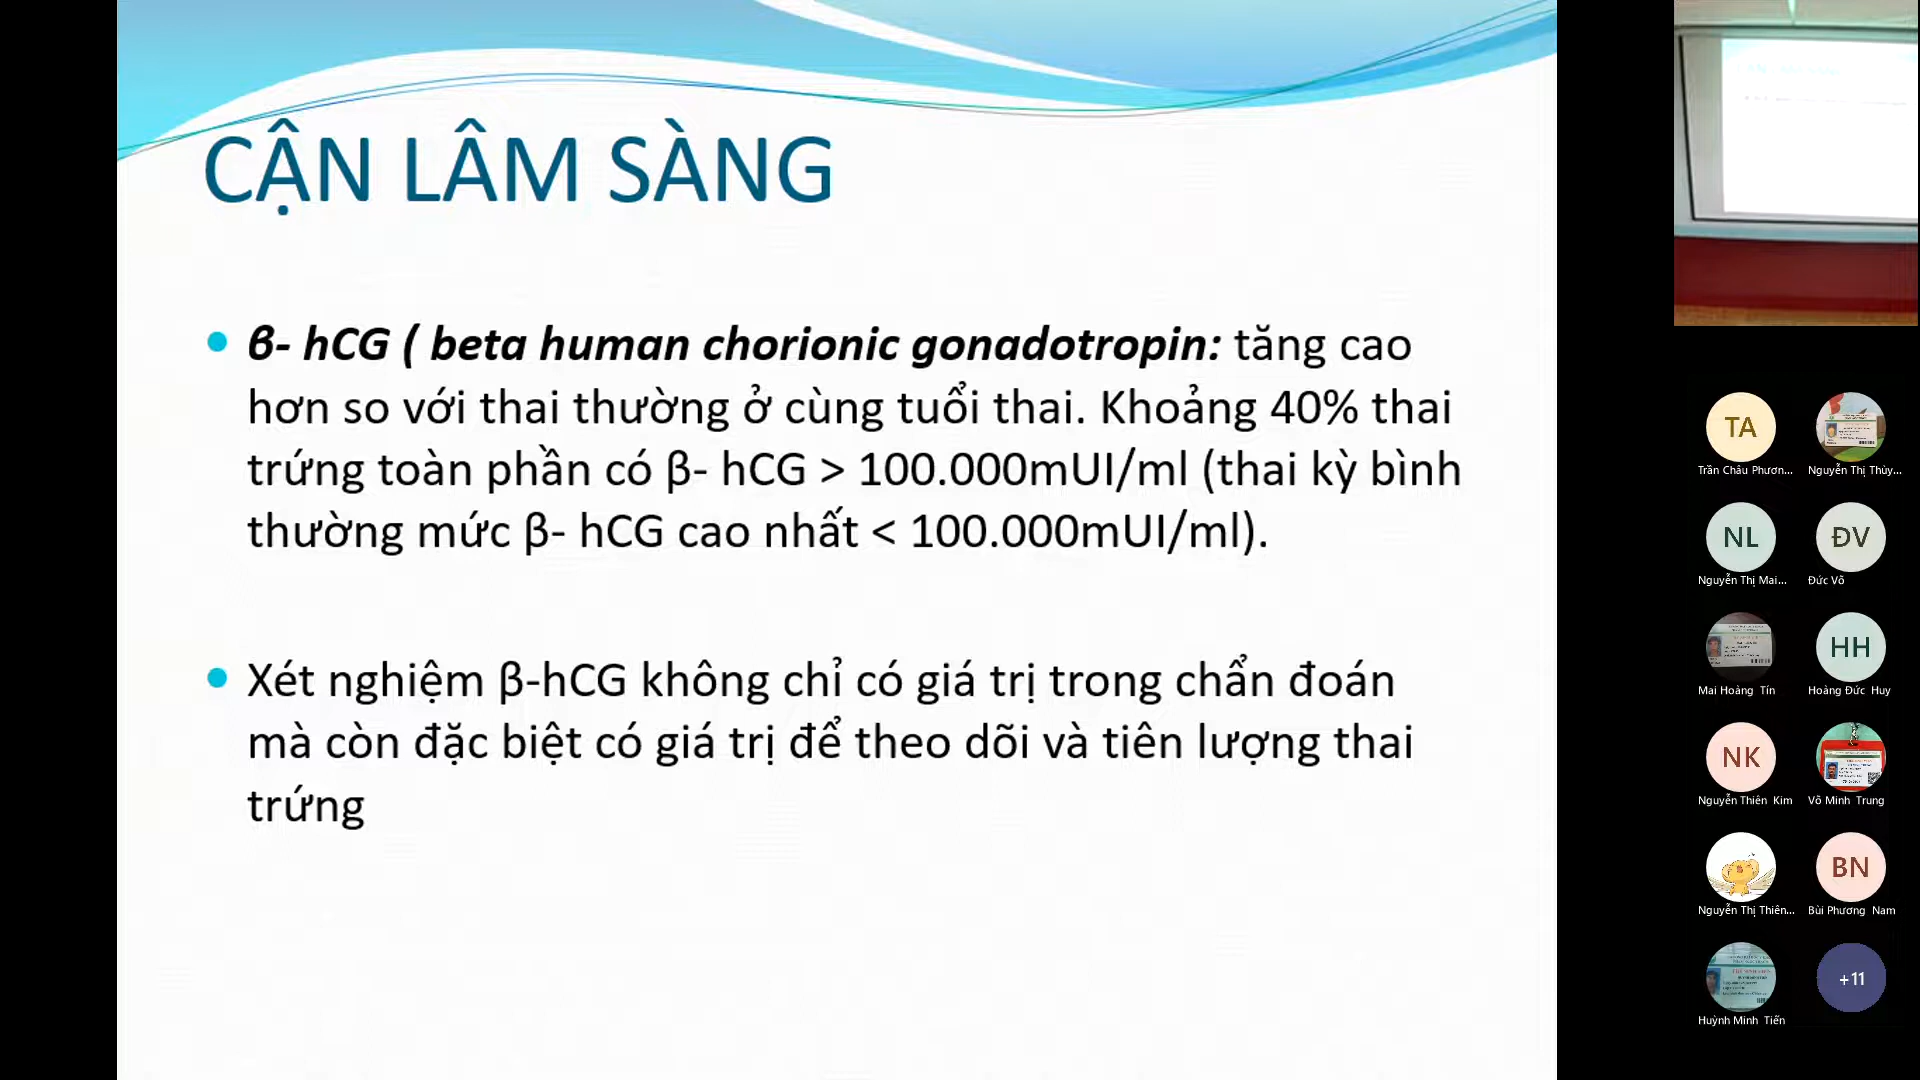 CẬN LÂM SÀNG
β- hCG ( beta human chorionic gonadotropin: tăng cao
hơn so với thai thường ở cùng tuổi thai. Khoảng 40% thai
trứng toàn phần có β- hCG > 100.000mUI/ml (thai kỳ bình
thường mức β- hCG cao nhất < 100.000mUI/ml).
Xét nghiệm β-hCG không chỉ có giá trị trong chẩn đoán
mà còn đặc biệt có giá trị để theo dõi và tiên lượng thai
trứng
TA
Trần Châu Phươn...
Nguyễn Thị Thùy...
NL
Nguyễn Thị Mai...
ĐV
Đức Võ
Mai Hoàng Tín
HH
Hoàng Đức Huy
NK
Nguyễn Thiên Kim
Võ Minh Trung
Nguyễn Thị Thiên...
BN
Bùi Phương Nam
Huỳnh Minh Tiến
+11